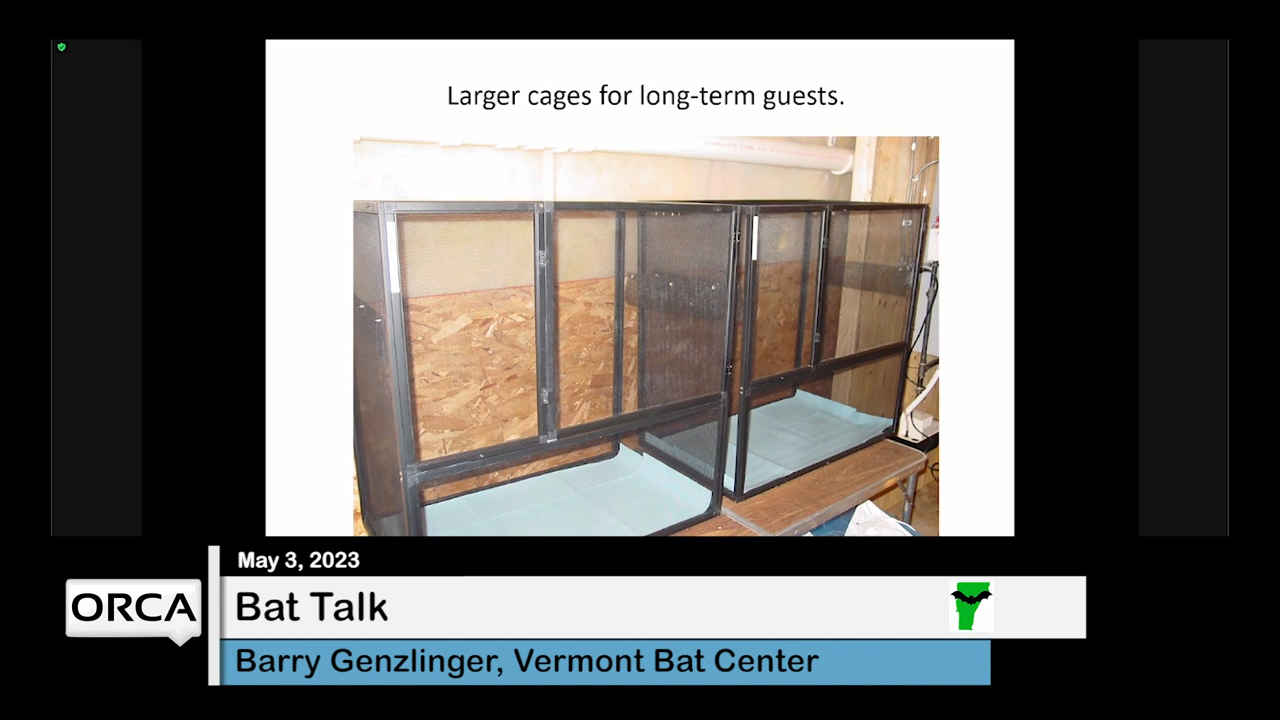 Larger cages for long-term guests.
May 3, 2023
ORCA
Bat Talk
Barry Genzlinger, Vermont Bat Center